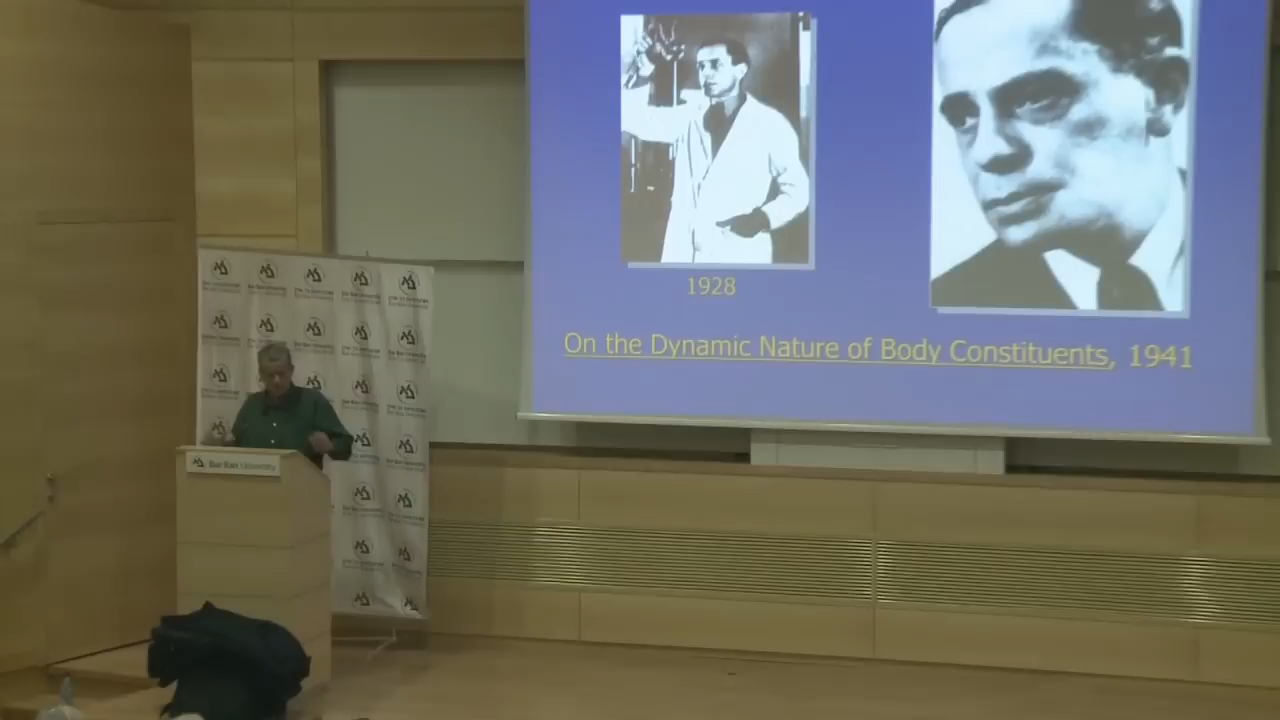 1928
On the Dynamic Nature of Body Constituents, 1941
Bar Ilan University